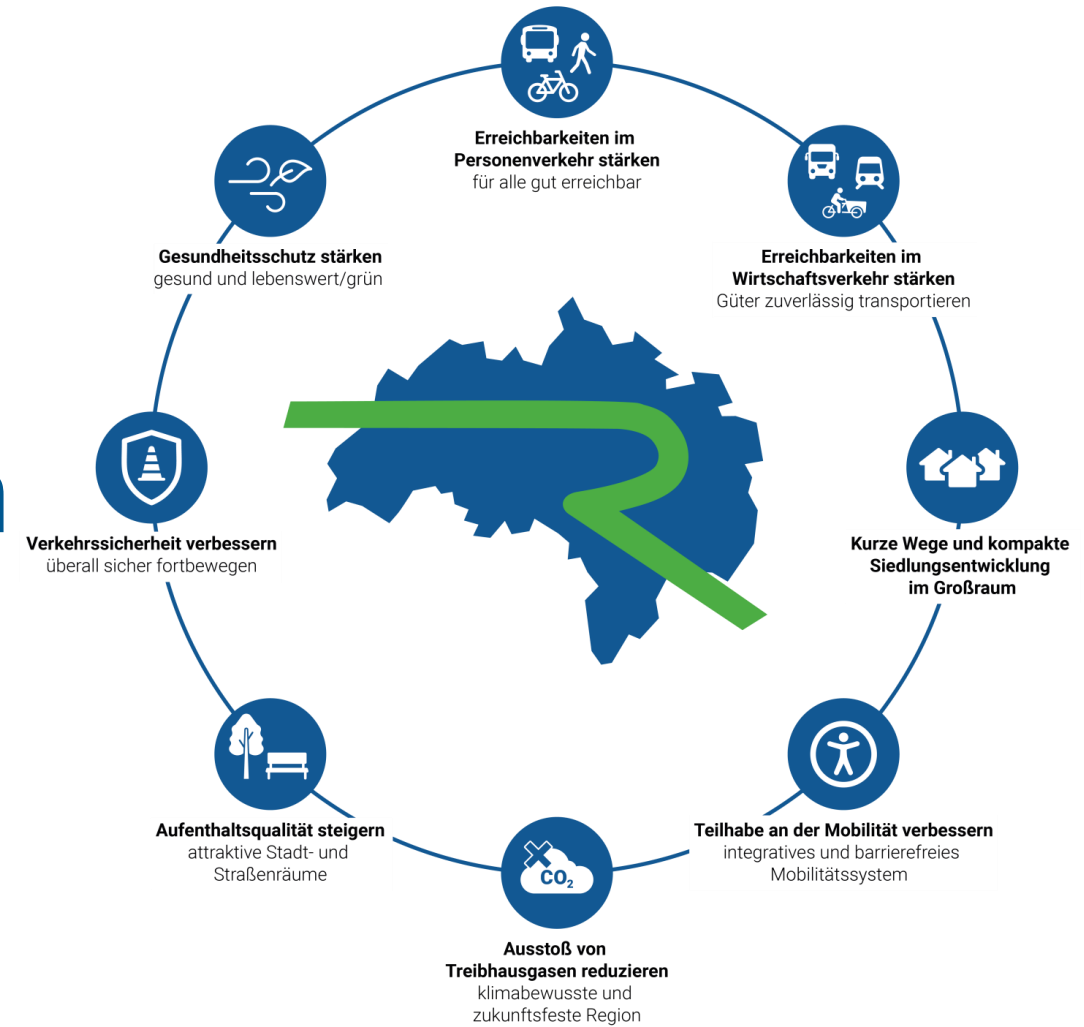 Erreichbarkeiten im
Personenverkehr stärken
für alle gut erreichbar
Erreichbarkeiten im
Wirtschaftsverkehr stärken
Güter zuverlässig transportieren
Kurze Wege und kompakte
Siedlungsentwicklung
im Großraum
Teilhabe an der Mobilität verbessern
integratives und barrierefreies
Mobilitätssystem
CO₂
Ausstoß von
Treibhausgasen reduzieren
klimabewusste und
zukunftsfeste Region
Aufenthaltsqualität steigern
attraktive Stadt- und
Straßenräume
Verkehrssicherheit verbessern
überall sicher fortbewegen
Gesundheitsschutz stärken
gesund und lebenswert/grün